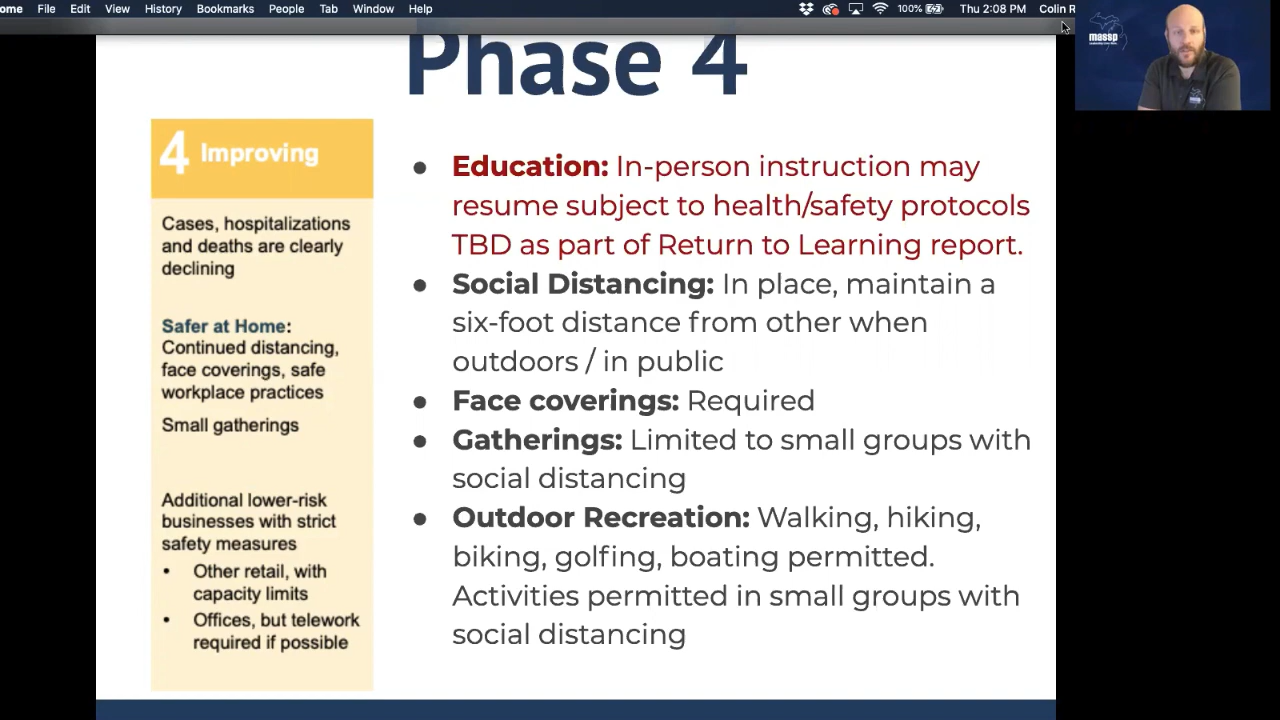 ome File Edit View History Bookmarks People Tab Window Help 100% Thu 2:08 PM Colin R
massp
Phase 4
4 Improving
Cases, hospitalizations
and deaths are clearly
declining
Safer at Home:
Continued distancing,
face coverings, safe
workplace practices
Small gatherings
Additional lower-risk
businesses with strict
safety measures
• Other retail, with
capacity limits
• Offices, but telework
required if possible
● Education: In-person instruction may
resume subject to health/safety protocols
TBD as part of Return to Learning report.
● Social Distancing: In place, maintain a
six-foot distance from other when
outdoors / in public
● Face coverings: Required
● Gatherings: Limited to small groups with
social distancing
● Outdoor Recreation: Walking, hiking,
biking, golfing, boating permitted.
Activities permitted in small groups with
social distancing